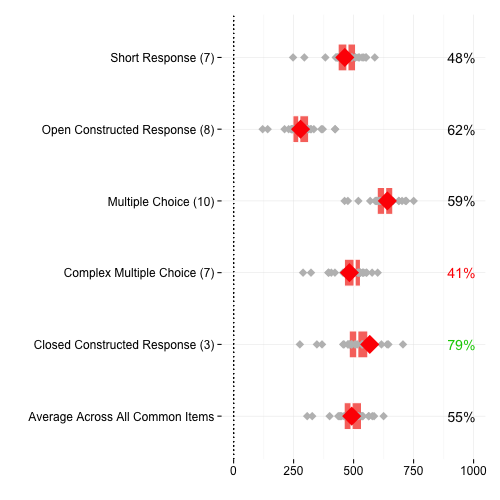 Short Response (7) 48%
Open Constructed Response (8) 62%
Multiple Choice (10) 59%
Complex Multiple Choice (7) 41%
Closed Constructed Response (3) 79%
Average Across All Common Items 55%
0 250 500 750 1000